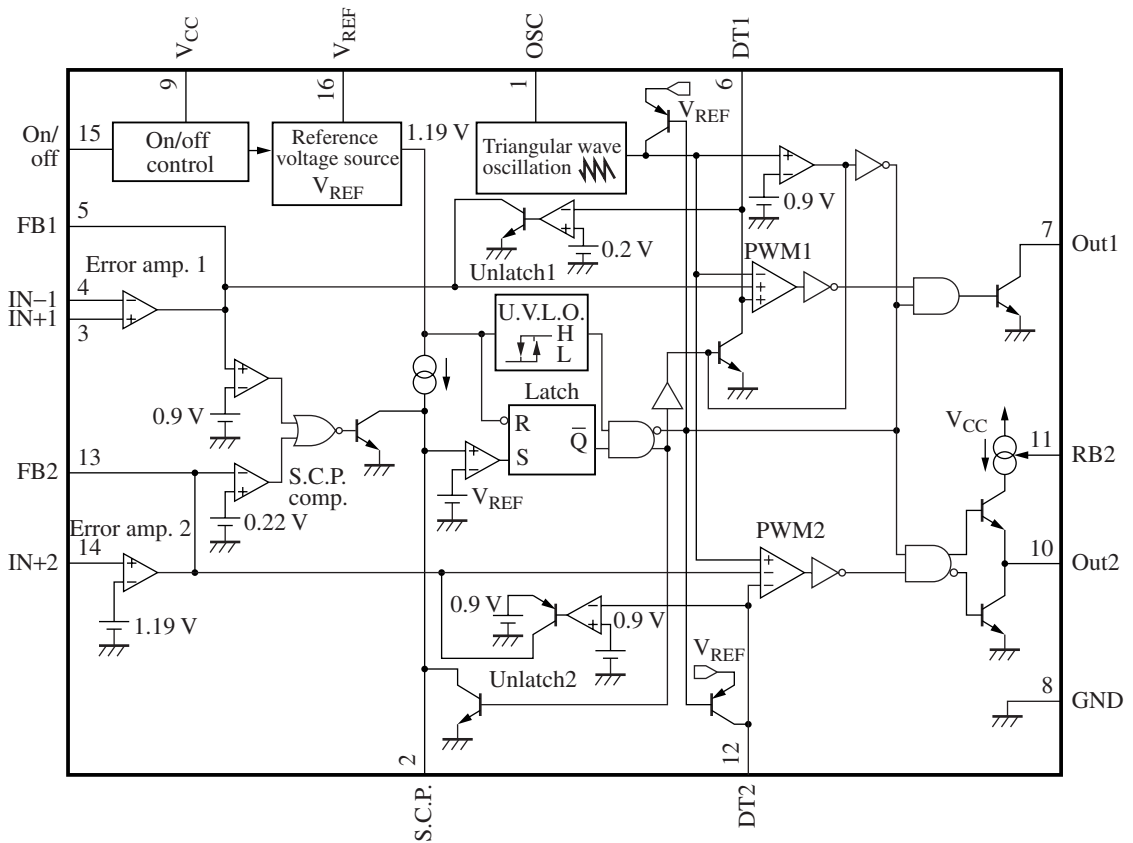 VCC
VREF
OSC
DT1
9
16
1
6
On/
off
15
On/off
control
Reference
voltage source
VREF
1.19 V
Triangular wave
oscillation
VREF
0.9 V
FB1
5
0.2 V
Unlatch1
PWM1
7
Out1
Error amp. 1
IN−1
4
IN+1
3
U.V.L.O.
H
L
Latch
R
S
Q̅
0.9 V
VREF
S.C.P.
comp.
FB2
13
0.22 V
VCC
11
RB2
Error amp. 2
IN+2
14
1.19 V
PWM2
10
Out2
0.9 V
0.9 V
Unlatch2
VREF
8
GND
2
12
S.C.P.
DT2